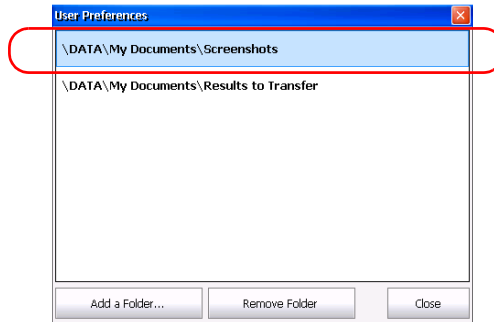 User Preferences
\DATA\My Documents\Screenshots
\DATA\My Documents\Results to Transfer
Add a Folder... Remove Folder Close